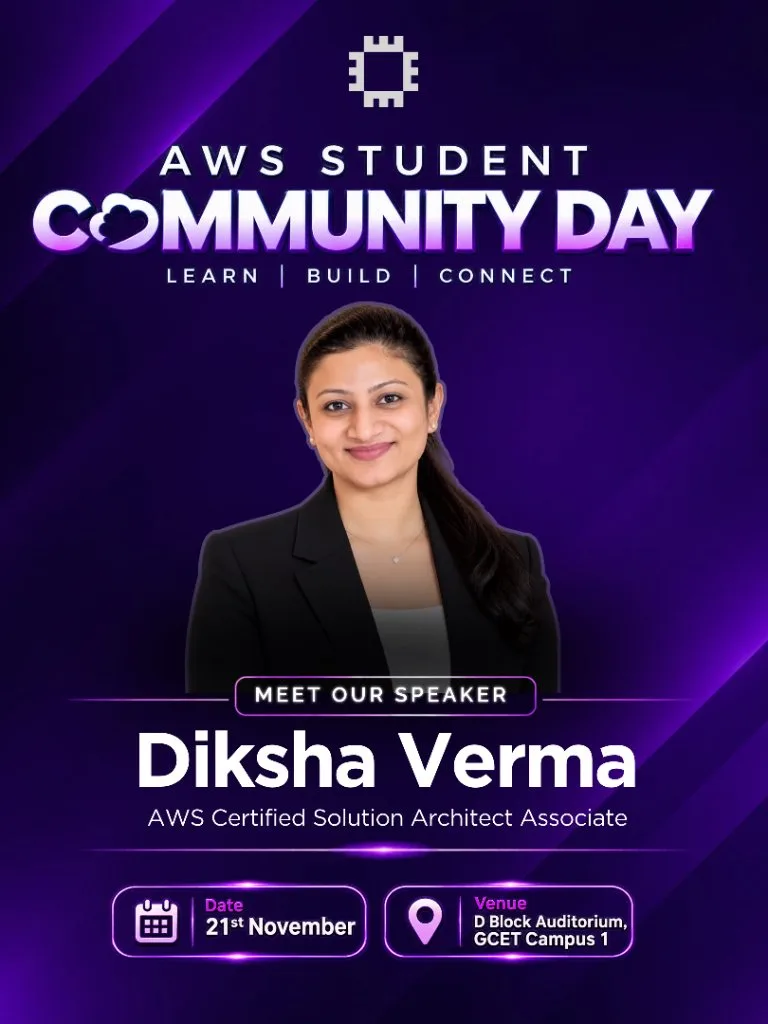 AWS STUDENT
COMMUNITY DAY
LEARN | BUILD | CONNECT
MEET OUR SPEAKER
Diksha Verma
AWS Certified Solution Architect Associate
Date
21st November
Venue
D Block Auditorium,
GCET Campus 1